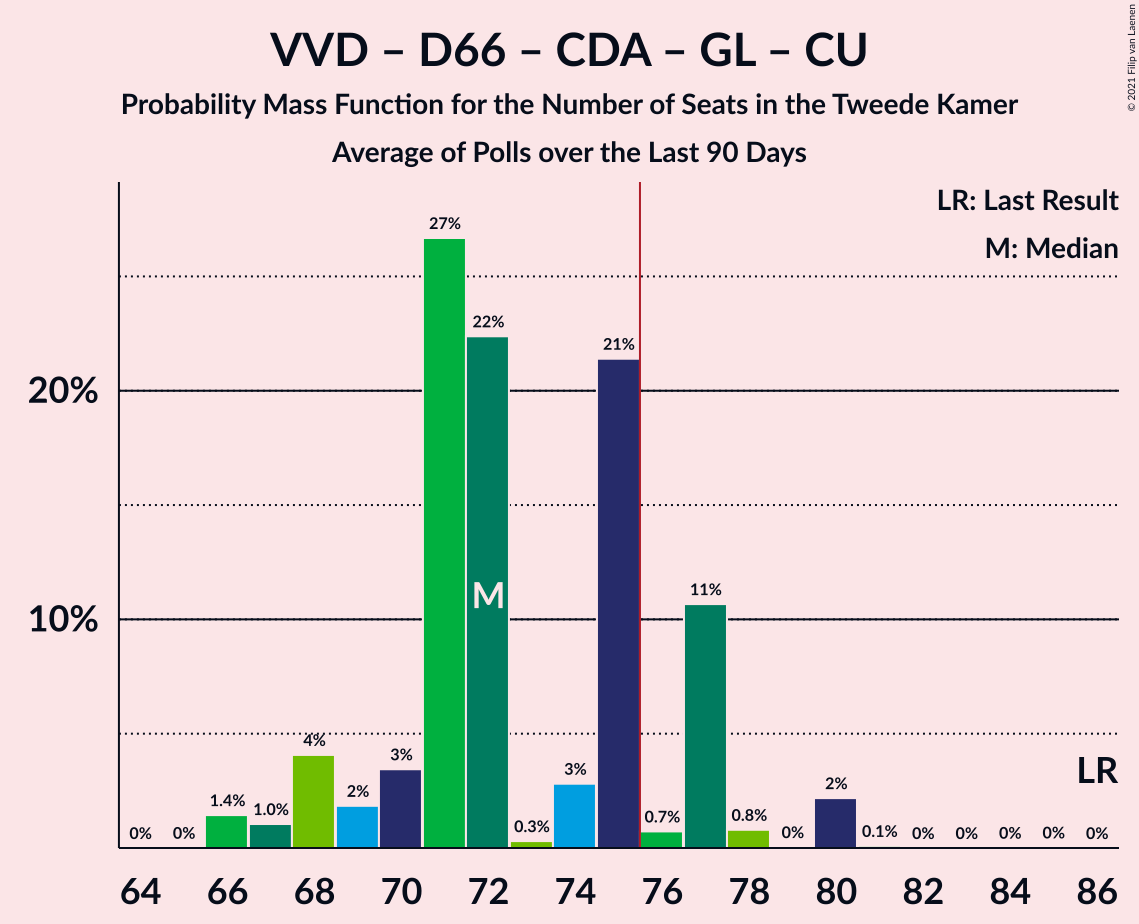 VVD – D66 – CDA – GL – CU
Probability Mass Function for the Number of Seats in the Tweede Kamer
Average of Polls over the Last 90 Days
© 2021 Filip van Laenen
LR: Last Result
M: Median
20%
10%
0%
0%
1.4%
1.0%
4%
2%
3%
27%
22%
0.3%
3%
21%
0.7%
11%
0.8%
0%
2%
0.1%
0%
0%
0%
0%
0%
M
LR
64 66 68 70 72 74 76 78 80 82 84 86